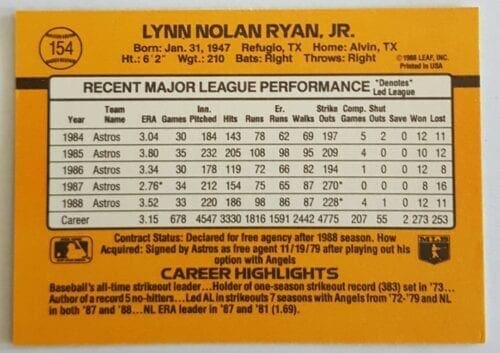 154
LYNN NOLAN RYAN, JR.
Born: Jan. 31, 1947 Refugio, TX Home: Alvin, TX
Ht.: 6'2" Wgt.: 210 Bats: Right Throws: Right
©1988 LEAF, INC.
Printed in USA
RECENT MAJOR LEAGUE PERFORMANCE *Denotes* Led League
Year Team Name ERA Games Inn. Pitched Hits Runs Er. Runs Walks Strike Outs Comp. Games Shut Outs Save Won Lost
1984 Astros 3.04 30 184 143 78 62 69 197 5 2 0 12 11
1985 Astros 3.80 35 232 205 108 98 95 209 4 0 0 10 12
1986 Astros 3.34 30 178 119 72 66 82 194 1 0 0 12 8
1987 Astros 2.76* 34 212 154 75 65 87 270* 0 0 0 8 16
1988 Astros 3.52 33 220 186 98 86 87 228* 4 1 0 12 11
Career 3.15 678 4547 3330 1816 1591 2442 4775 207 55 2 273 253
Contract Status: Declared for free agency after 1988 season. How
Acquired: Signed by Astros as free agent 11/19/79 after playing out his
option with Angels
MLB
CAREER HIGHLIGHTS
Baseball's all-time strikeout leader...Holder of one-season strikeout record (383) set in '73...
Author of a record 5 no-hitters...Led AL in strikeouts 7 seasons with Angels from '72-'79 and NL
in both '87 and '88...NL ERA leader in '87 and '81 (1.69).